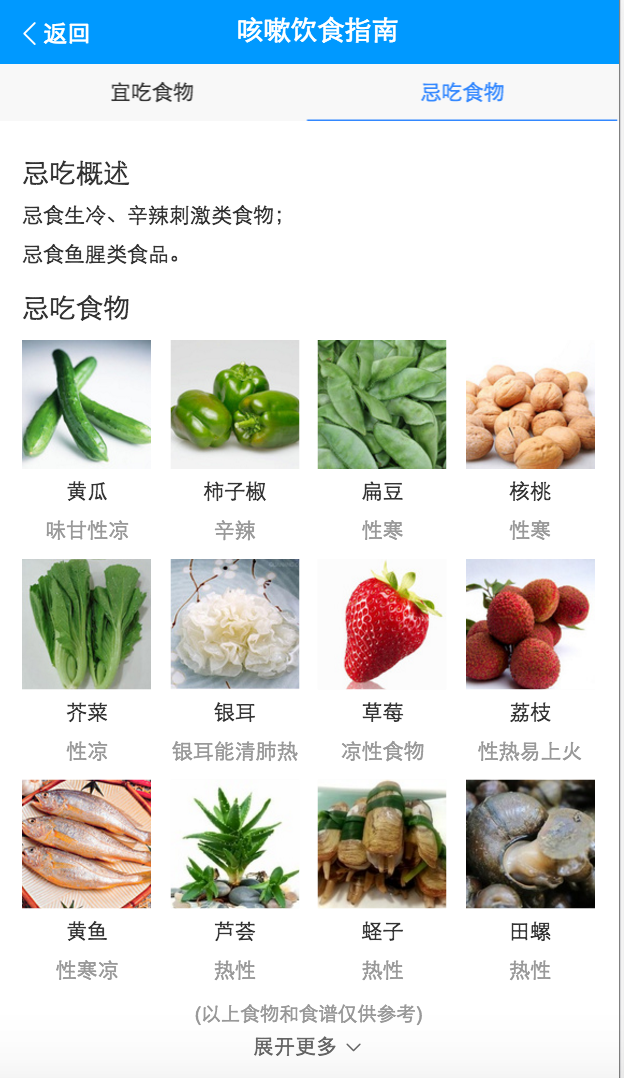 返回
咳嗽饮食指南
宜吃食物
忌吃食物
忌吃概述
忌食生冷、辛辣刺激类食物；
忌食鱼腥类食品。
忌吃食物
黄瓜
柿子椒
扁豆
核桃
味甘性凉
辛辣
性寒
性寒
芥菜
银耳
草莓
荔枝
性凉
银耳能清肺热
凉性食物
性热易上火
黄鱼
芦荟
蛏子
田螺
性寒凉
热性
热性
热性
(以上食物和食谱仅供参考)
展开更多